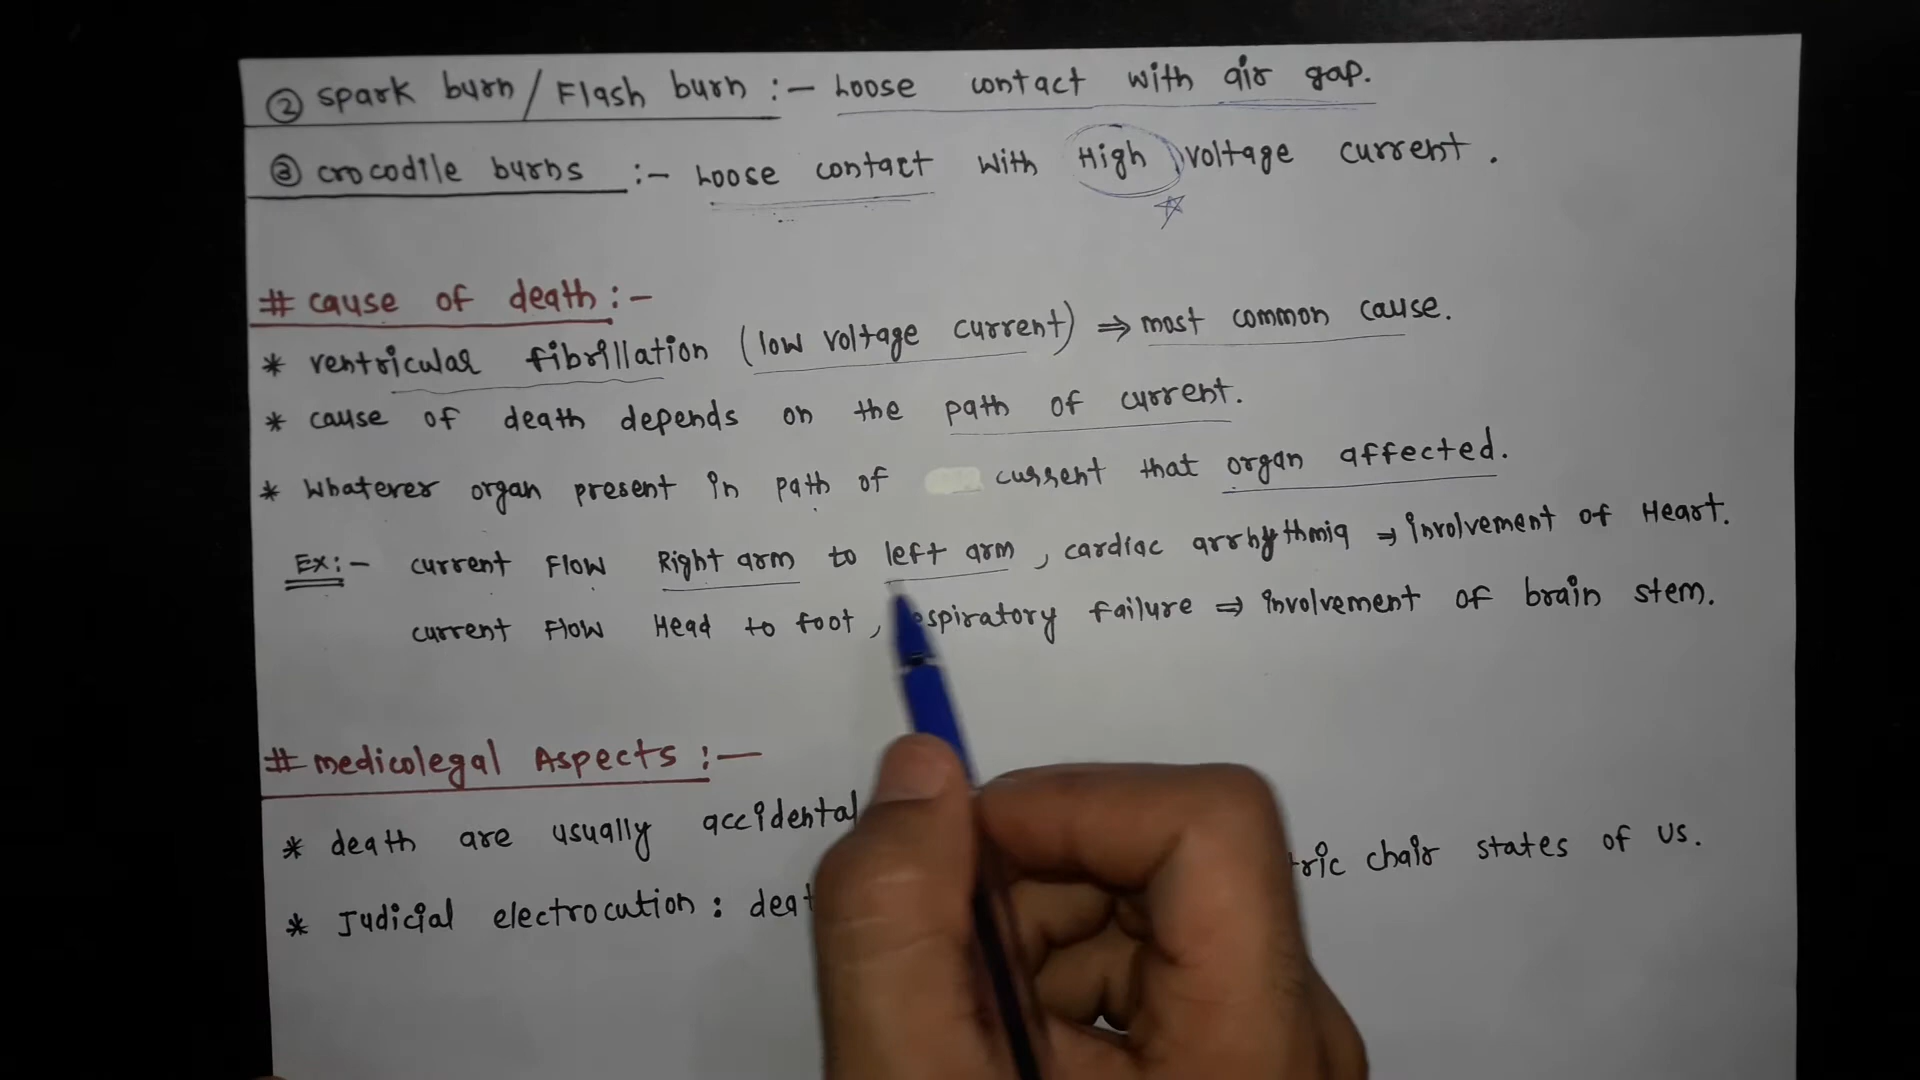 ② spark burn / Flash burn :- Loose contact with air gap.
③ crocodile burns :- Loose contact with High voltage current.
# cause of death :-
* ventricular fibrillation (low voltage current) ⇒ most common cause.
* cause of death depends on the path of current.
* Whatever organ present in path of current that organ affected.
Ex:- current Flow Right arm to left arm, cardiac arrhythmia ⇒ involvement of Heart.
current Flow Head to foot, espiratory failure ⇒ involvement of brain stem.
# medicolegal Aspects :-
* death are usually accidental
* Judicial electrocution : deat tric chair states of US.